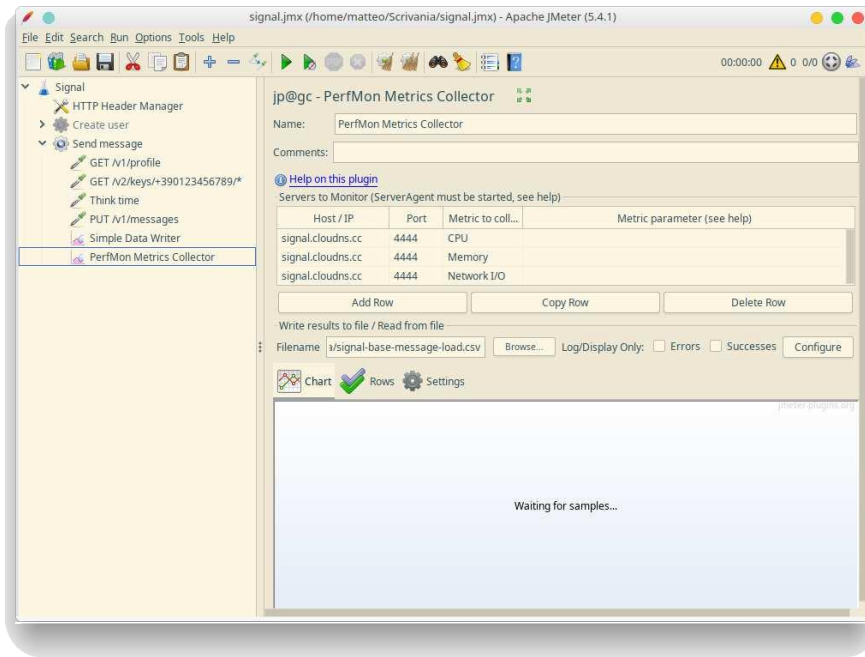 signal.jmx (/home/matteo/Scrivania/signal.jmx) - Apache JMeter (5.4.1)
File Edit Search Run Options Tools Help
00:00:00 0 0/0
Signal
HTTP Header Manager
Create user
Send message
GET /v1/profile
GET /v2/keys/+390123456789/*
Think time
PUT /v1/messages
Simple Data Writer
PerfMon Metrics Collector
jp@gc - PerfMon Metrics Collector
Name: PerfMon Metrics Collector
Comments:
Help on this plugin
Servers to Monitor (ServerAgent must be started, see help)
Host / IP Port Metric to coll... Metric parameter (see help)
signal.cloudns.cc 4444 CPU
signal.cloudns.cc 4444 Memory
signal.cloudns.cc 4444 Network I/O
Add Row Copy Row Delete Row
Write results to file / Read from file
Filename /signal-base-message-load.csv Browse... Log/Display Only: Errors Successes Configure
Chart Rows Settings
jmeter-plugins.org
Waiting for samples...